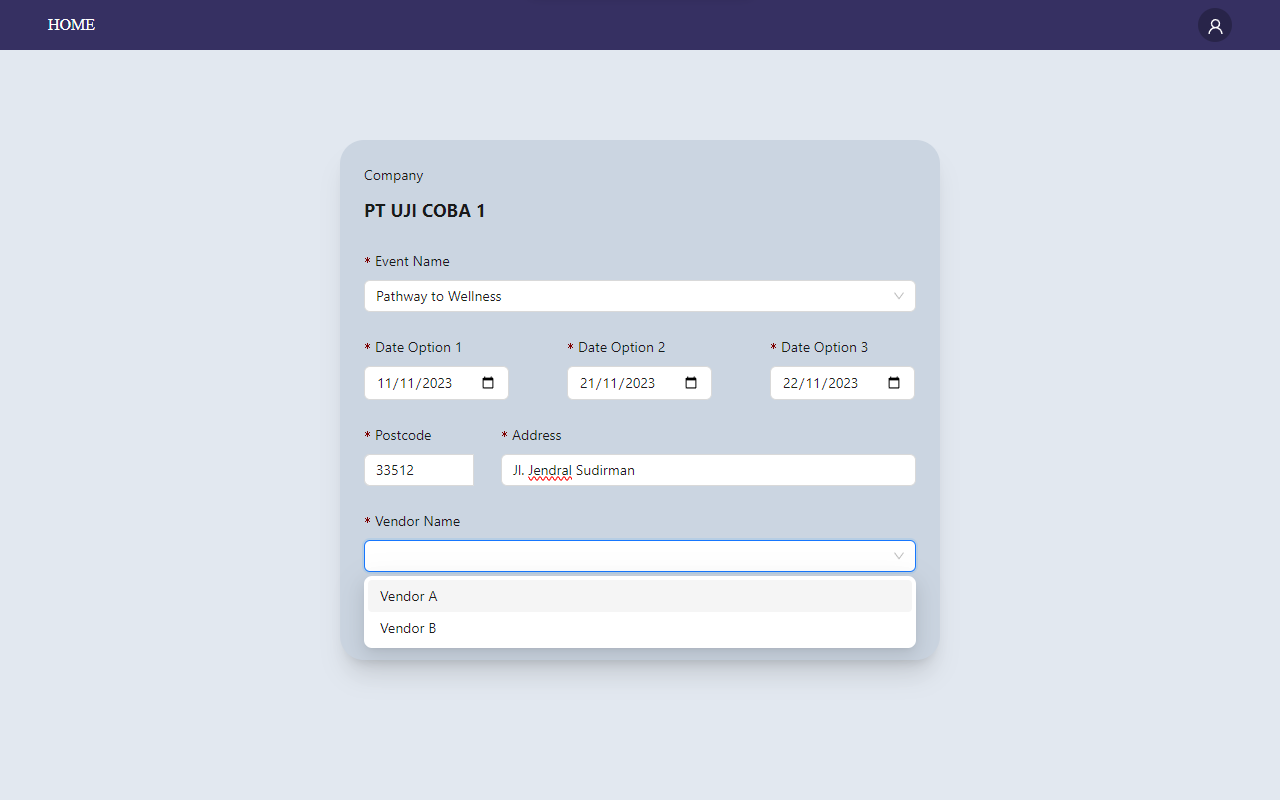 HOME
Company
PT UJI COBA 1
* Event Name
Pathway to Wellness
* Date Option 1 * Date Option 2 * Date Option 3
11/11/2023 21/11/2023 22/11/2023
* Postcode * Address
33512 Jl. Jendral Sudirman
* Vendor Name
Vendor A
Vendor B